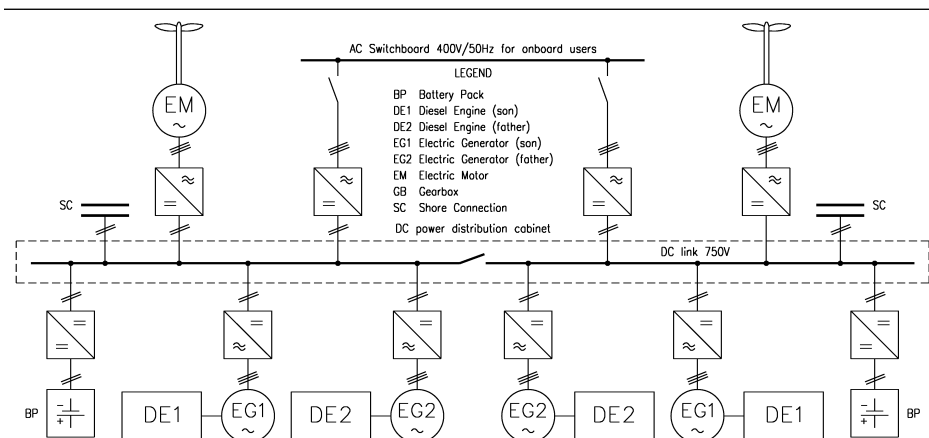 AC Switchboard 400V/50Hz for onboard users
LEGEND
BP Battery Pack
DE1 Diesel Engine (son)
DE2 Diesel Engine (father)
EG1 Electric Generator (son)
EG2 Electric Generator (father)
EM Electric Motor
GB Gearbox
SC Shore Connection
DC power distribution cabinet
EM
EM
SC
SC
DC link 750V
BP
DE1
EG1
DE2
EG2
EG2
DE2
EG1
DE1
BP